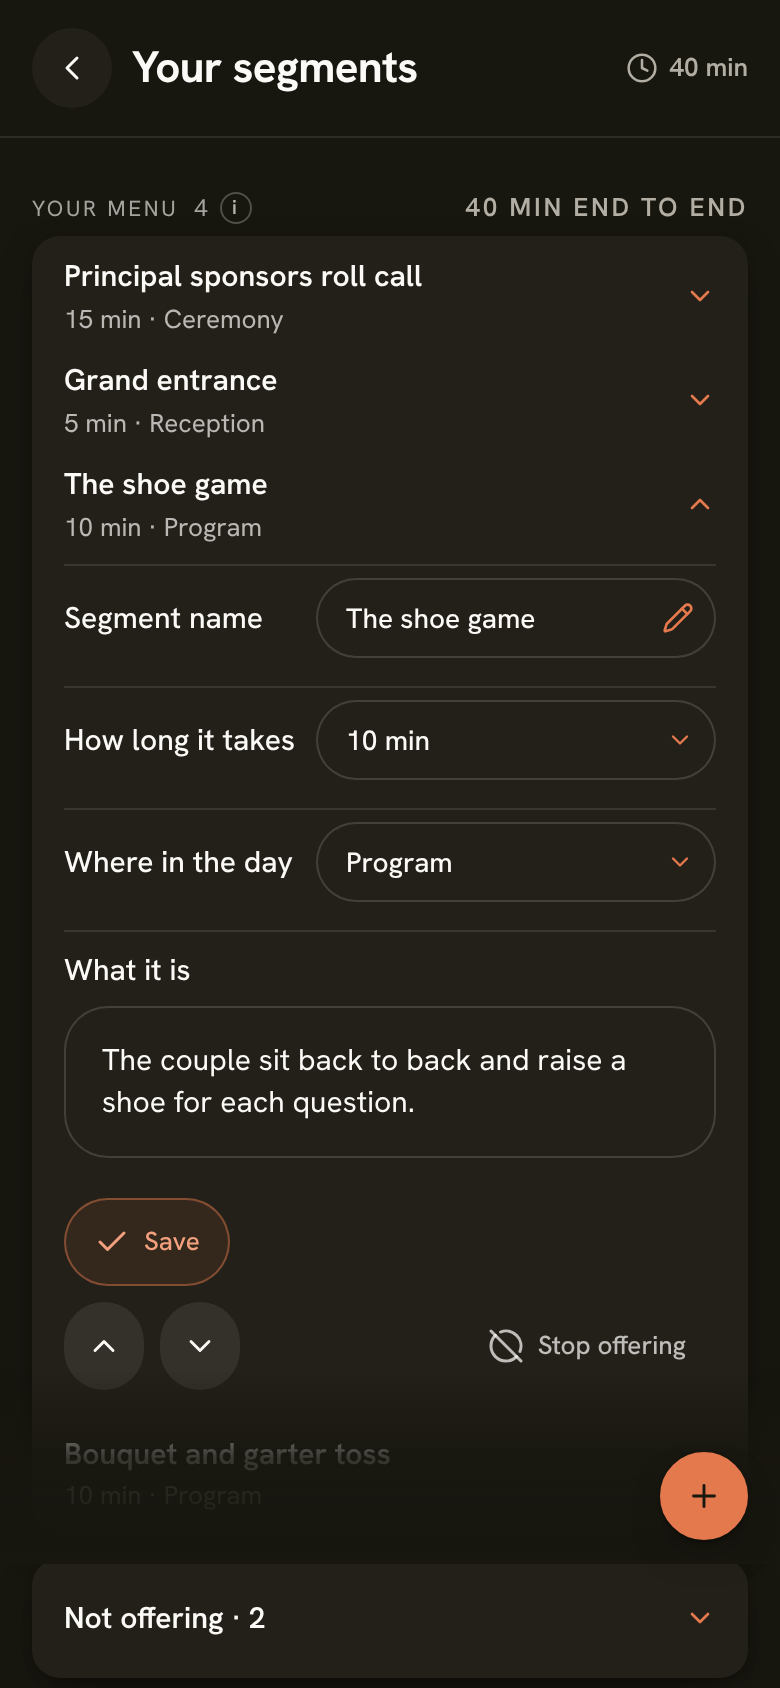 Your segments
40 min
YOUR MENU 4 i
40 MIN END TO END
Principal sponsors roll call
15 min · Ceremony
Grand entrance
5 min · Reception
The shoe game
10 min · Program
Segment name
The shoe game
How long it takes
10 min
Where in the day
Program
What it is
The couple sit back to back and raise a
shoe for each question.
Save
Stop offering
Bouquet and garter toss
10 min · Program
Not offering · 2